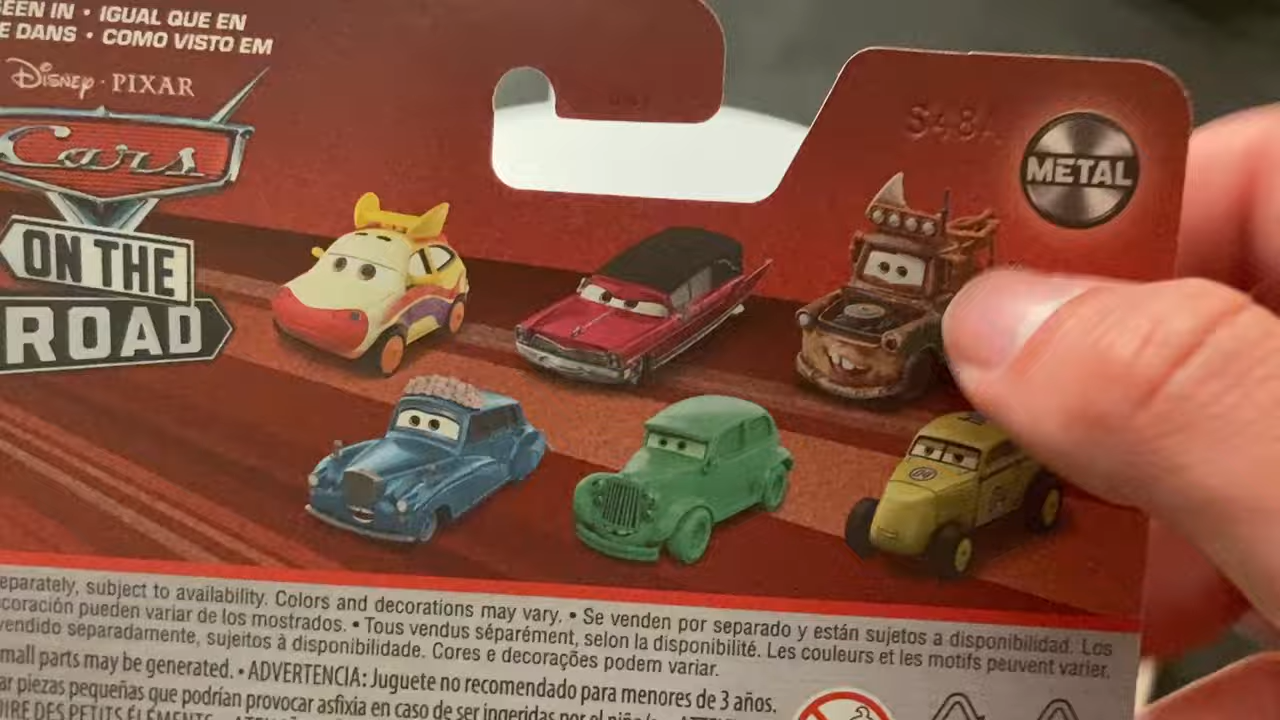 EEN IN • IGUAL QUE EN
E DANS • COMO VISTO EM
Disney • PIXAR
Cars
ON THE
ROAD
METAL
eparately, subject to availability. Colors and decorations may vary. • Se venden por separado y están sujetos a disponibilidad. Los
coración pueden variar de los mostrados. • Tous vendus séparément, selon la disponibilité. Les couleurs et les motifs peuvent varier.
vendido separadamente, sujeitos à disponibilidade. Cores e decorações podem variar.
mall parts may be generated. • ADVERTENCIA: Juguete no recomendado para menores de 3 años.
ar piezas pequeñas que podrían provocar asfixia en caso de ser ingeridas por el
OIRE DES PETITS ÉLÉMENTS